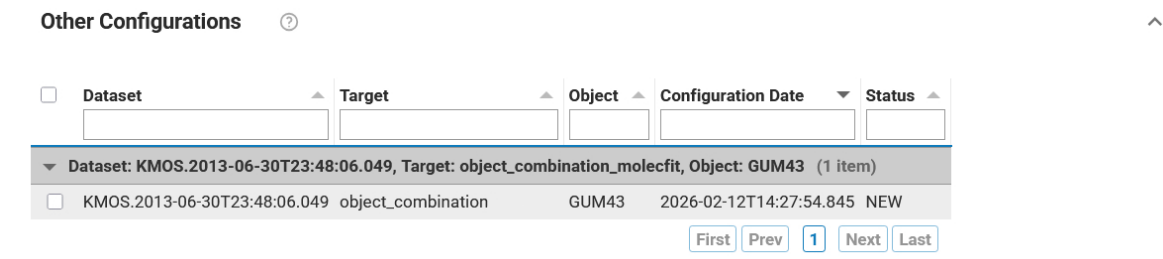 Other Configurations ?
Dataset Target Object Configuration Date Status
Dataset: KMOS.2013-06-30T23:48:06.049, Target: object_combination_molecfit, Object: GUM43 (1 item)
KMOS.2013-06-30T23:48:06.049 object_combination GUM43 2026-02-12T14:27:54.845 NEW
First Prev 1 Next Last